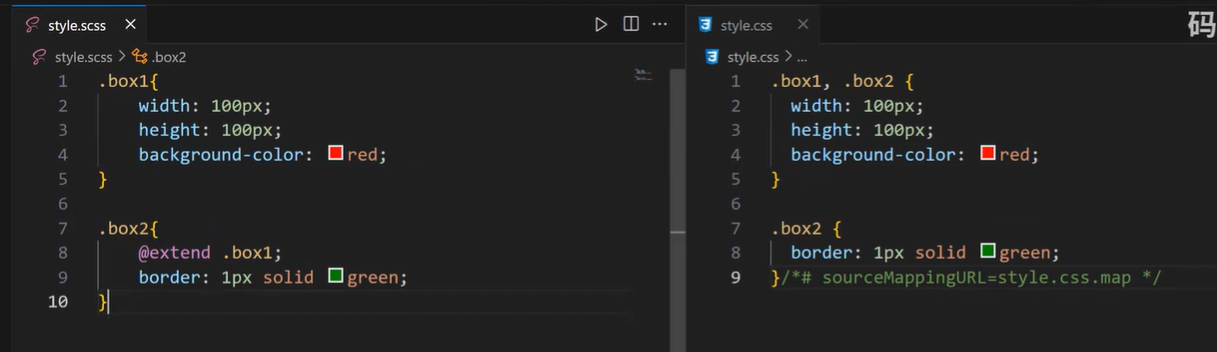 style.scss
style.scss > .box2
1 .box1{
2 width: 100px;
3 height: 100px;
4 background-color: red;
5 }
6
7 .box2{
8 @extend .box1;
9 border: 1px solid green;
10 }
style.css
码
style.css > ...
1 .box1, .box2 {
2 width: 100px;
3 height: 100px;
4 background-color: red;
5 }
6
7 .box2 {
8 border: 1px solid green;
9 }/*# sourceMappingURL=style.css.map */